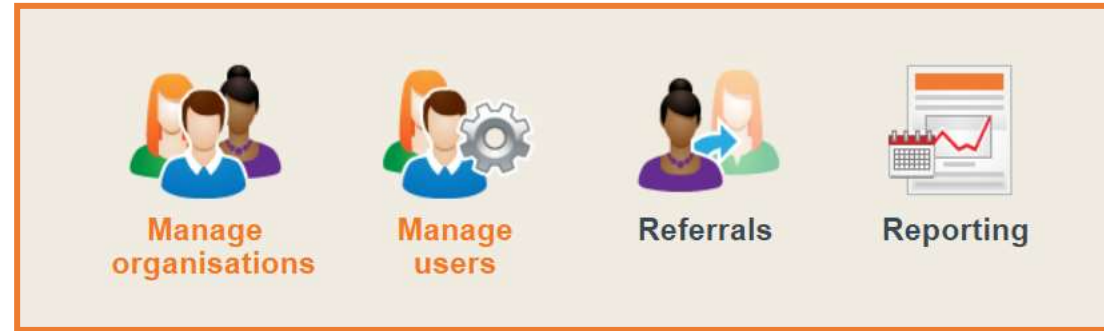 Manage
organisations
Manage
users
Referrals
Reporting